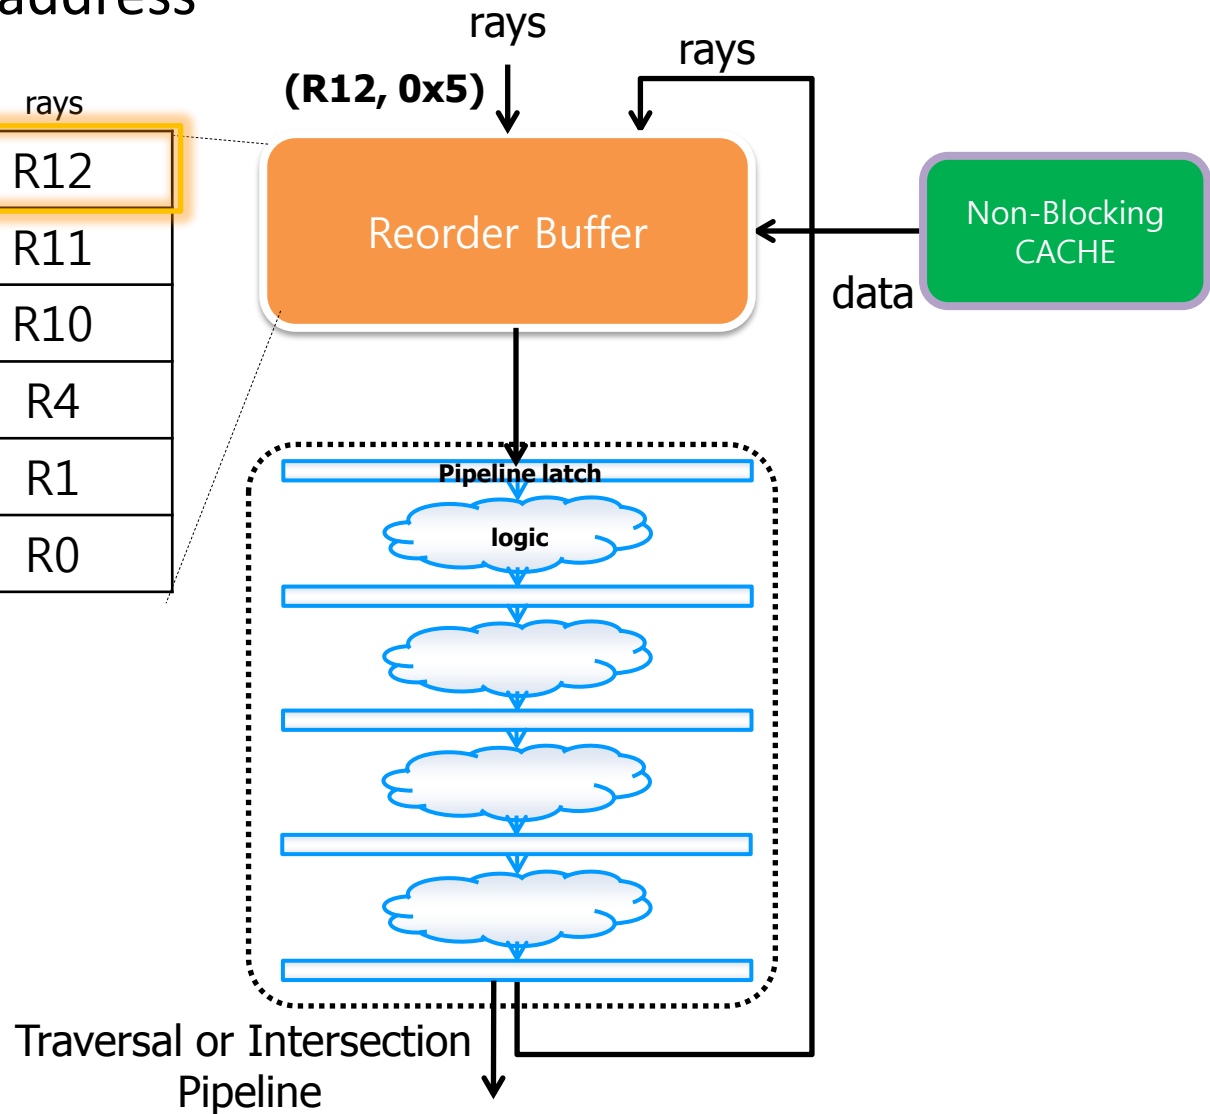 address
rays
rays
(R12, 0x5)
rays
R12
R11
R10
R4
R1
R0
Reorder Buffer
Non-Blocking
CACHE
data
Pipeline latch
logic
Traversal or Intersection
Pipeline